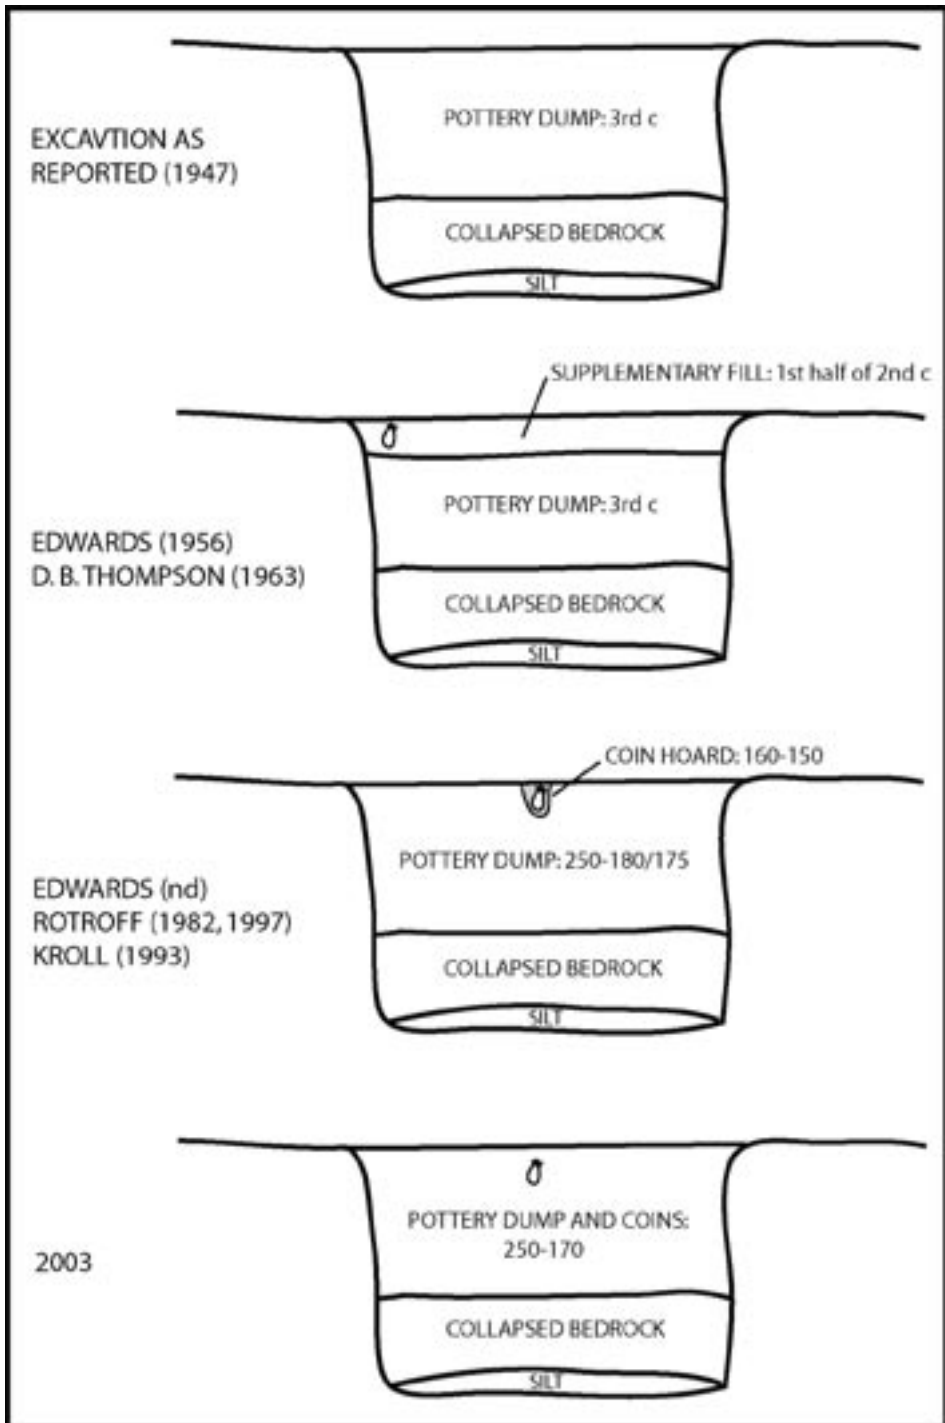 EXCAVTION AS
REPORTED (1947)
POTTERY DUMP: 3rd c
COLLAPSED BEDROCK
SILT
SUPPLEMENTARY FILL: 1st half of 2nd c
EDWARDS (1956)
D. B. THOMPSON (1963)
POTTERY DUMP: 3rd c
COLLAPSED BEDROCK
SILT
COIN HOARD: 160-150
EDWARDS (nd)
ROTROFF (1982, 1997)
KROLL (1993)
POTTERY DUMP: 250-180/175
COLLAPSED BEDROCK
SILT
2003
POTTERY DUMP AND COINS:
250-170
COLLAPSED BEDROCK
SILT